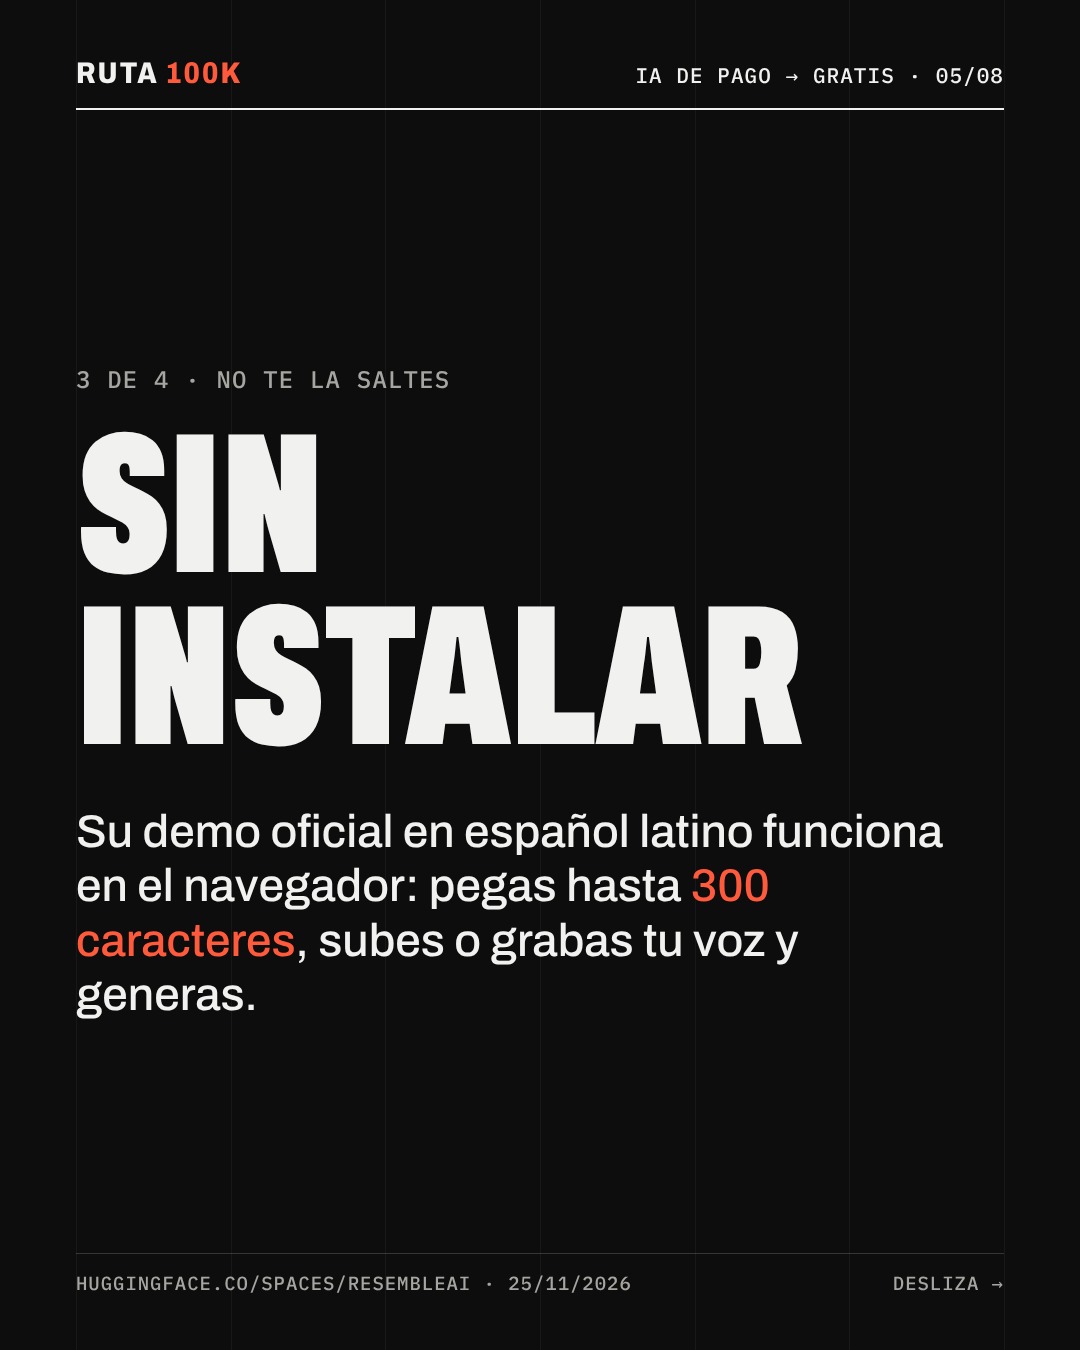 RUTA 100K
IA DE PAGO → GRATIS · 05/08
3 DE 4 · NO TE LA SALTES
SIN
INSTALAR
Su demo oficial en español latino funciona
en el navegador: pegas hasta 300
caracteres, subes o grabas tu voz y
generas.
HUGGINGFACE.CO/SPACES/RESEMBLEAI · 25/11/2026
DESLIZA →